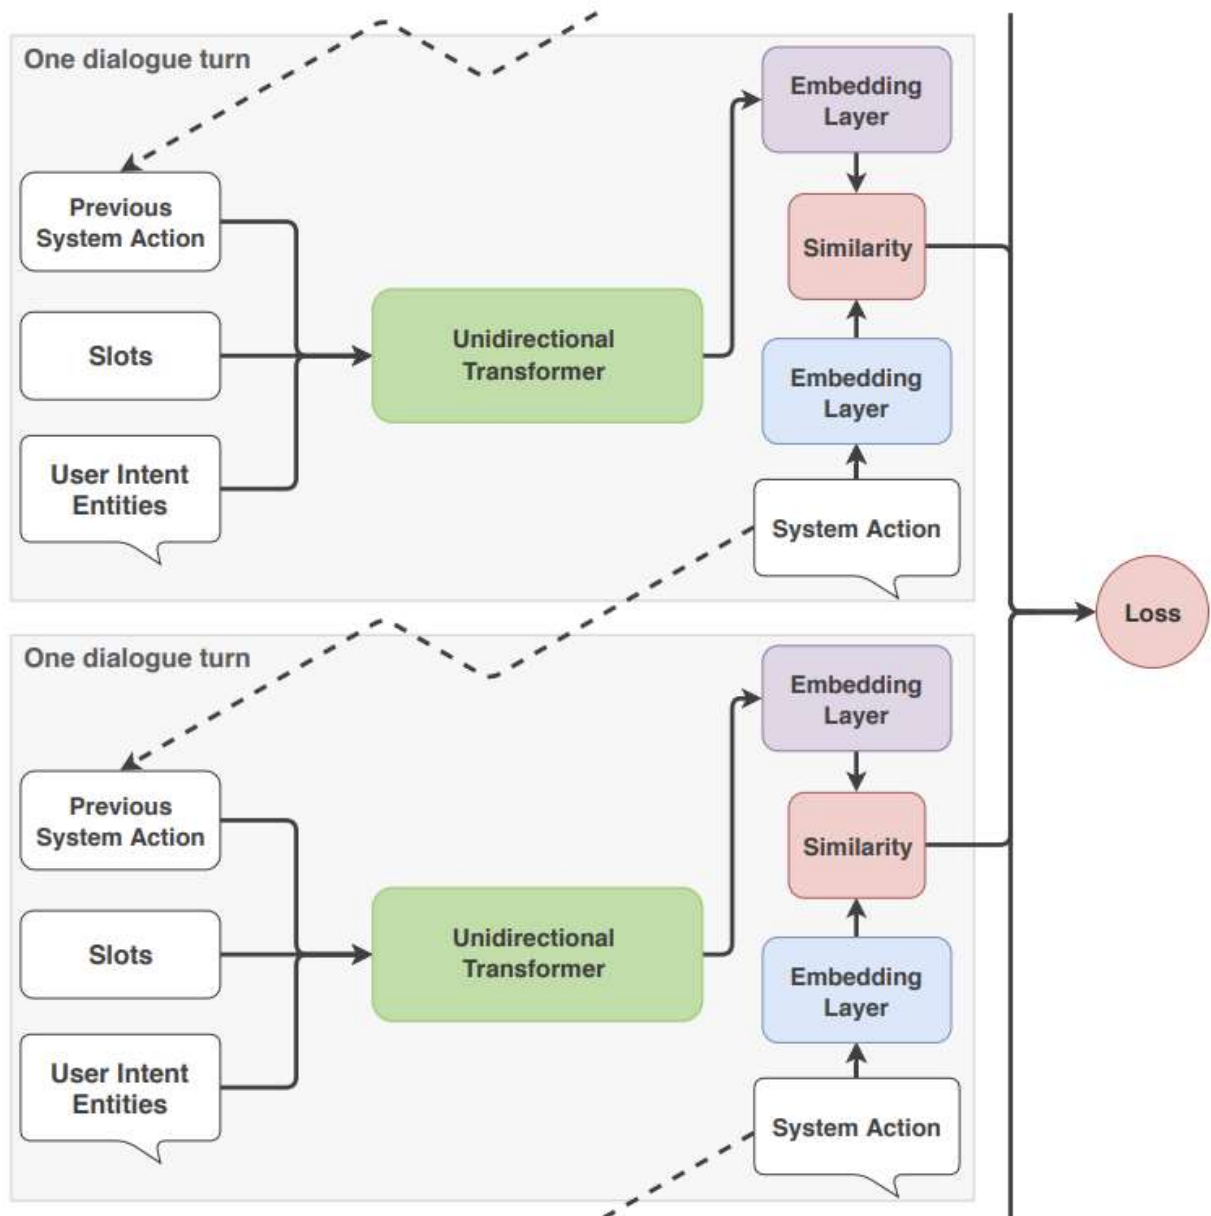 One dialogue turn
Embedding
Layer
Previous
System Action
Similarity
Slots
Unidirectional
Transformer
Embedding
Layer
User Intent
Entities
System Action
Loss
One dialogue turn
Embedding
Layer
Previous
System Action
Similarity
Slots
Unidirectional
Transformer
Embedding
Layer
User Intent
Entities
System Action